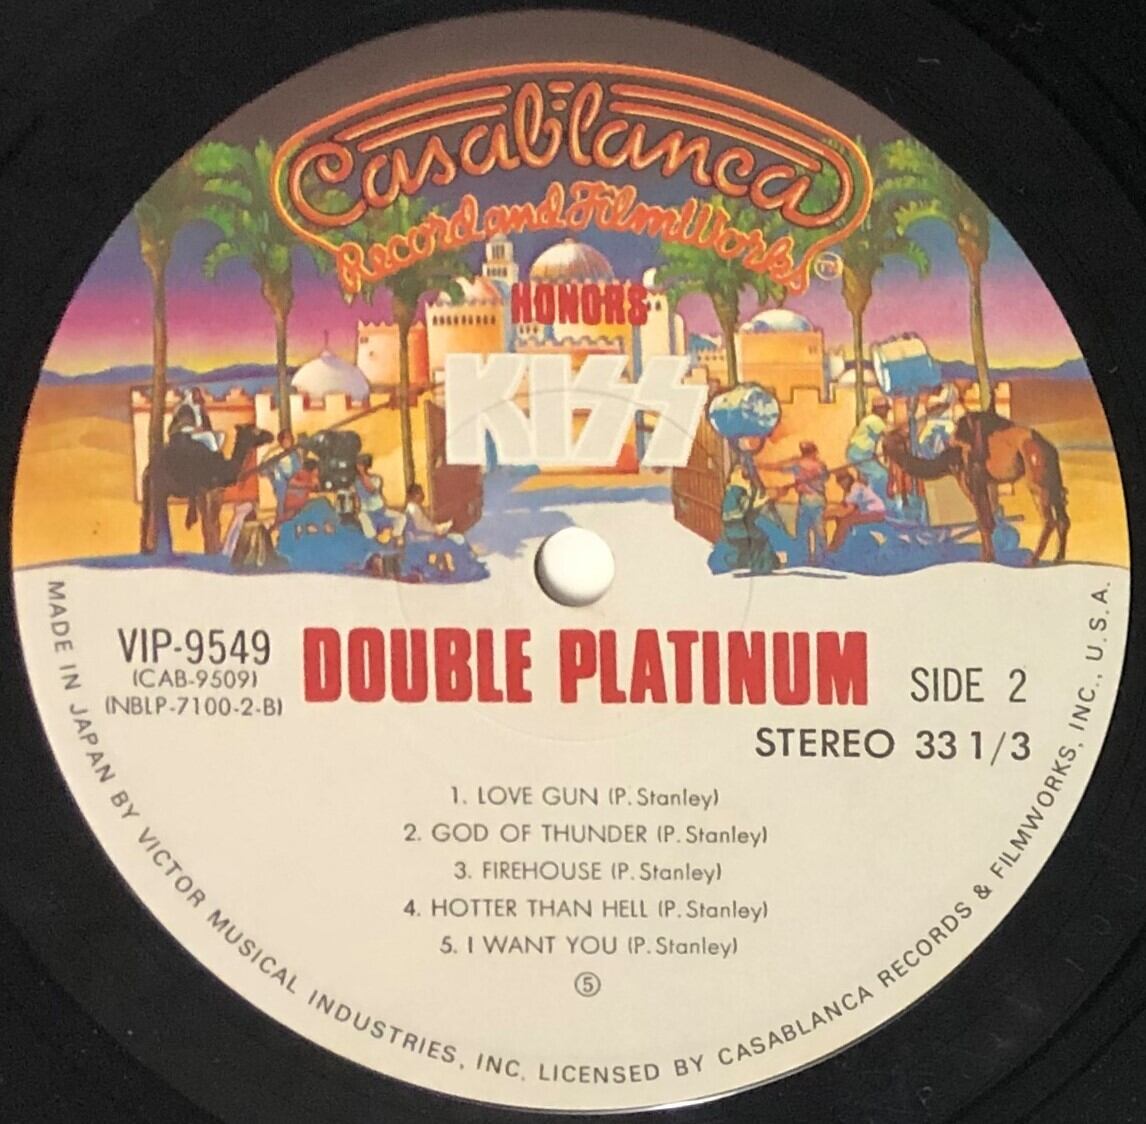 Casablanca
Record and FilmWorks
TM
HONORS
KISS
VIP-9549
(CAB-9509)
(NBLP-7100-2-B)
DOUBLE PLATINUM
SIDE 2
STEREO 33 1/3
1. LOVE GUN (P. Stanley)
2. GOD OF THUNDER (P. Stanley)
3. FIREHOUSE (P. Stanley)
4. HOTTER THAN HELL (P. Stanley)
5. I WANT YOU (P. Stanley)
⑤
MADE IN JAPAN BY VICTOR MUSICAL INDUSTRIES, INC. LICENSED BY CASABLANCA RECORDS & FILMWORKS, INC., U.S.A.